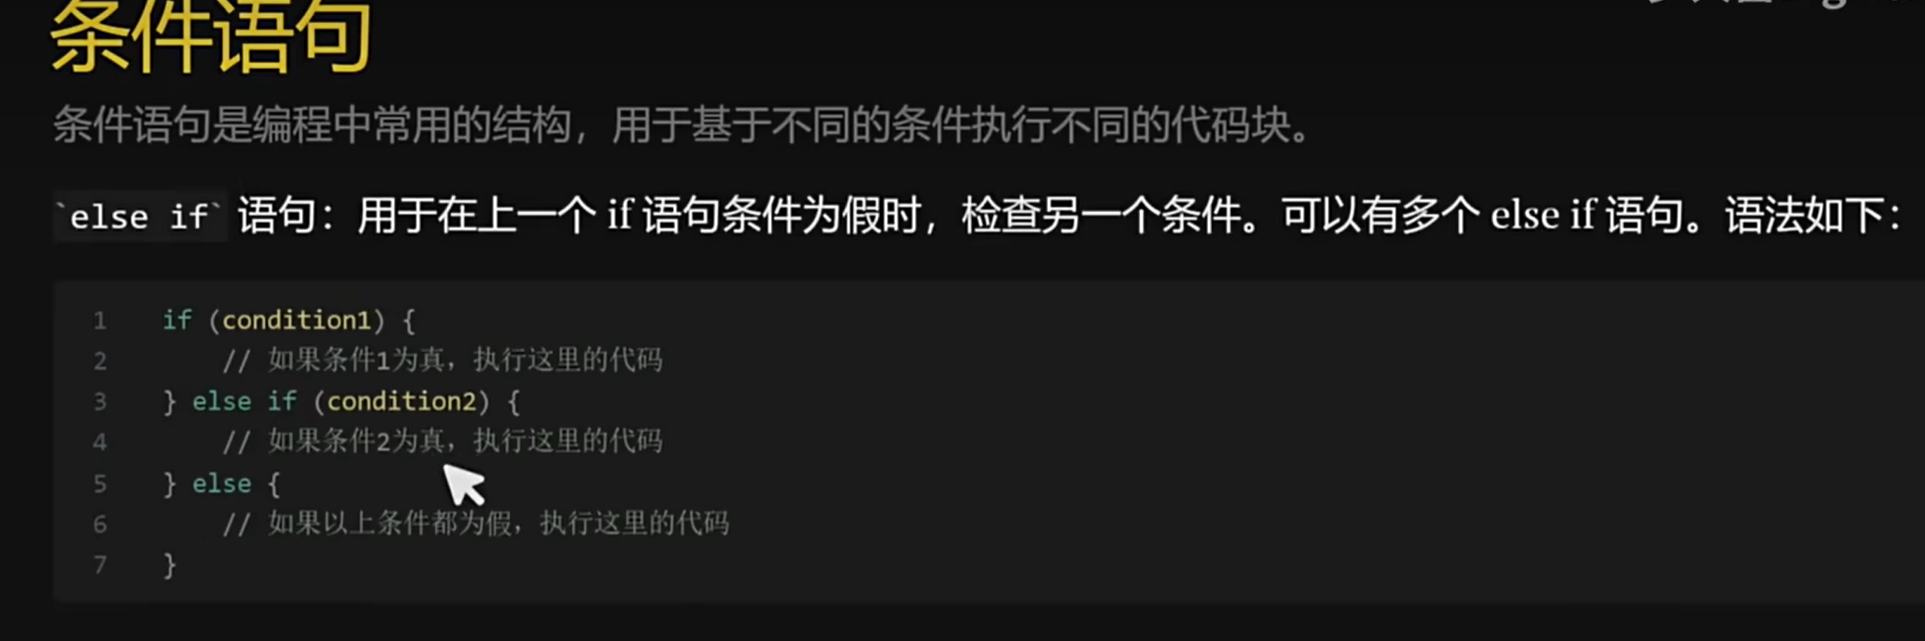 条件语句
条件语句是编程中常用的结构，用于基于不同的条件执行不同的代码块。
`else if` 语句：用于在上一个 if 语句条件为假时，检查另一个条件。可以有多个 else if 语句。语法如下：
1 if (condition1) {
2 // 如果条件1为真，执行这里的代码
3 } else if (condition2) {
4 // 如果条件2为真，执行这里的代码
5 } else {
6 // 如果以上条件都为假，执行这里的代码
7 }